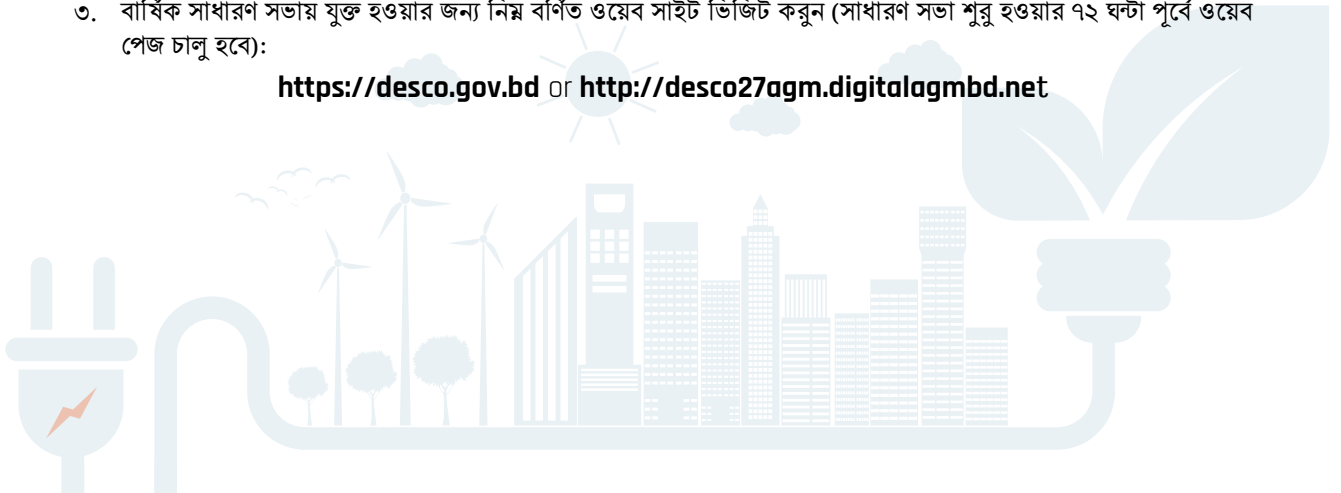 ৩. বার্ষিক সাধারণ সভায় যুক্ত হওয়ার জন্য নিম্ন বর্ণিত ওয়েব সাইট ভিজিট করুন (সাধারণ সভা শুরু হওয়ার ৭২ ঘন্টা পূর্বে ওয়েব
পেজ চালু হবে):
https://desco.gov.bd or http://desco27agm.digitalagmbd.net